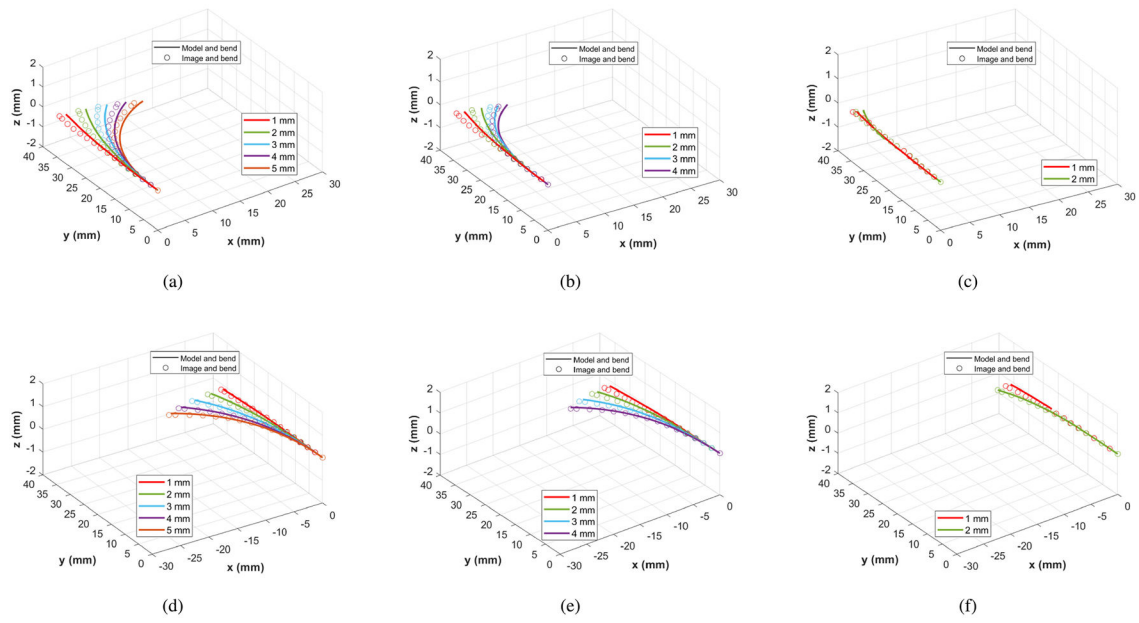 Model and bend
Image and bend
z (mm)
2
1
0
-1
-2
1 mm
2 mm
3 mm
4 mm
5 mm
40
35
30
25
20
15
10
5
0
y (mm)
0
5
10
15
20
25
30
x (mm)
(a)
Model and bend
Image and bend
z (mm)
2
1
0
-1
-2
1 mm
2 mm
3 mm
4 mm
40
35
30
25
20
15
10
5
0
y (mm)
0
5
10
15
20
25
30
x (mm)
(b)
Model and bend
Image and bend
z (mm)
2
1
0
-1
-2
1 mm
2 mm
40
35
30
25
20
15
10
5
0
y (mm)
0
5
10
15
20
25
30
x (mm)
(c)
Model and bend
Image and bend
z (mm)
2
1
0
-1
-2
1 mm
2 mm
3 mm
4 mm
5 mm
40
35
30
25
20
15
10
5
0
y (mm)
-30
-25
-20
-15
-10
-5
0
x (mm)
(d)
Model and bend
Image and bend
z (mm)
2
1
0
-1
-2
1 mm
2 mm
3 mm
4 mm
40
35
30
25
20
15
10
5
0
y (mm)
-30
-25
-20
-15
-10
-5
0
x (mm)
(e)
Model and bend
Image and bend
z (mm)
2
1
0
-1
-2
1 mm
2 mm
40
35
30
25
20
15
10
5
0
y (mm)
-30
-25
-20
-15
-10
-5
0
x (mm)
(f)